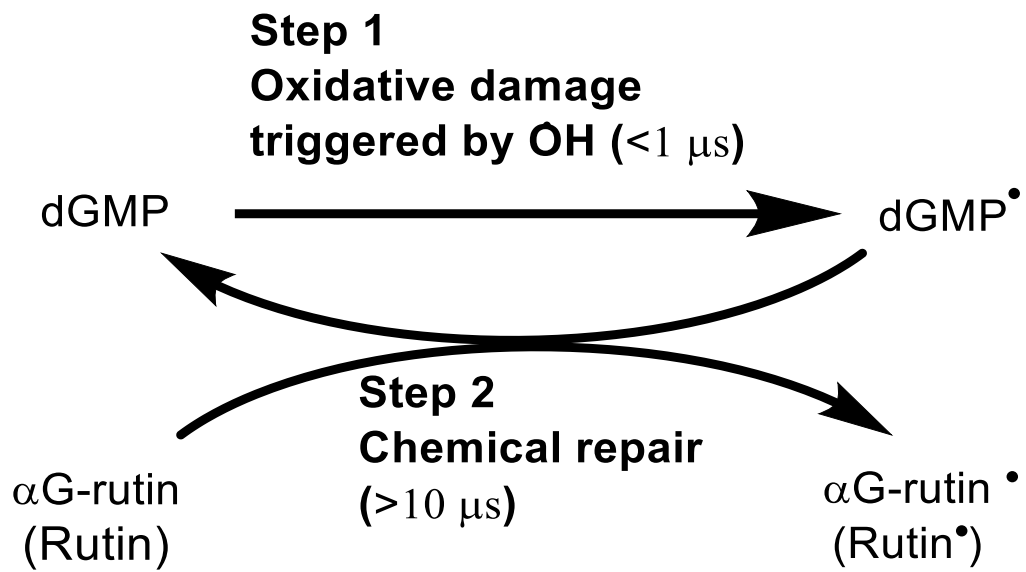 Step 1
Oxidative damage
triggered by ȮH (<1 μs)
dGMP
dGMP•
Step 2
Chemical repair
(>10 μs)
αG-rutin
(Rutin)
αG-rutin •
(Rutin•)